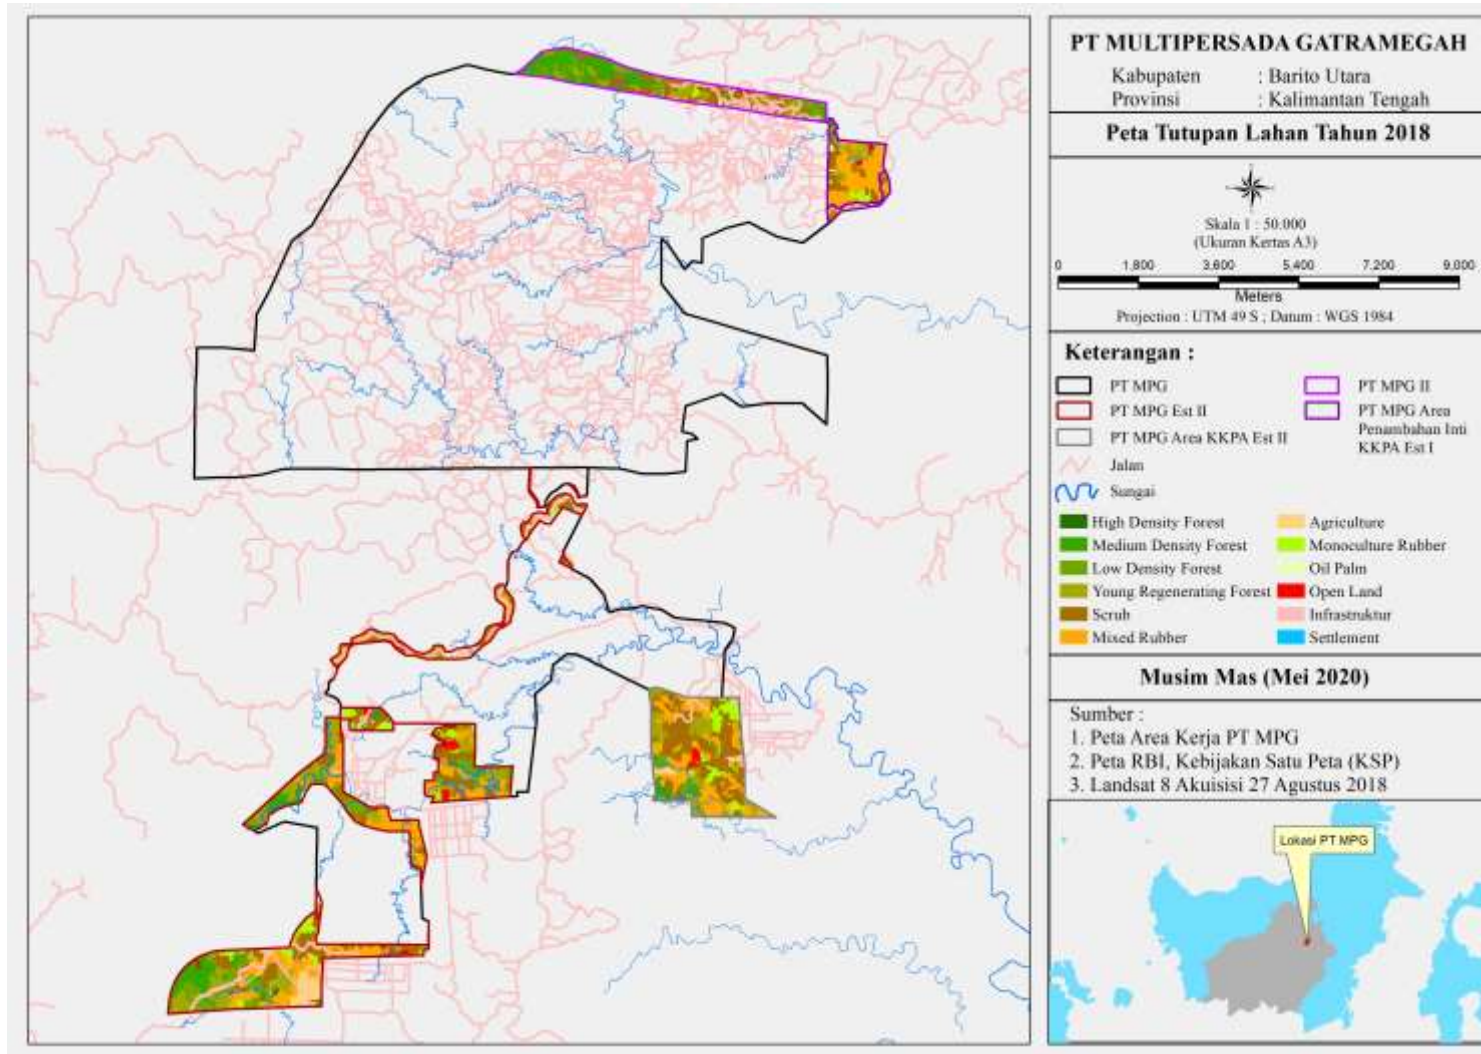 PT MULTIPERSADA GATRAMEGAH
Kabupaten : Barito Utara
Provinsi : Kalimantan Tengah
Peta Tutupan Lahan Tahun 2018
Skala 1 : 50.000
(Ukuran Kertas A3)
0 1,800 3,600 5,400 7,200 9,000
Meters
Projection : UTM 49 S ; Datum : WGS 1984
Keterangan :
PT MPG
PT MPG Est II
PT MPG Area KKPA Est II
Jalan
Sungai
PT MPG II
PT MPG Area
Penambahan Inti
KKPA Est I
High Density Forest
Medium Density Forest
Low Density Forest
Young Regenerating Forest
Scrub
Mixed Rubber
Agriculture
Monoculture Rubber
Oil Palm
Open Land
Infrastruktur
Settlement
Musim Mas (Mei 2020)
Sumber :
1. Peta Area Kerja PT MPG
2. Peta RBI, Kebijakan Satu Peta (KSP)
3. Landsat 8 Akuisisi 27 Agustus 2018
Lokasi PT MPG